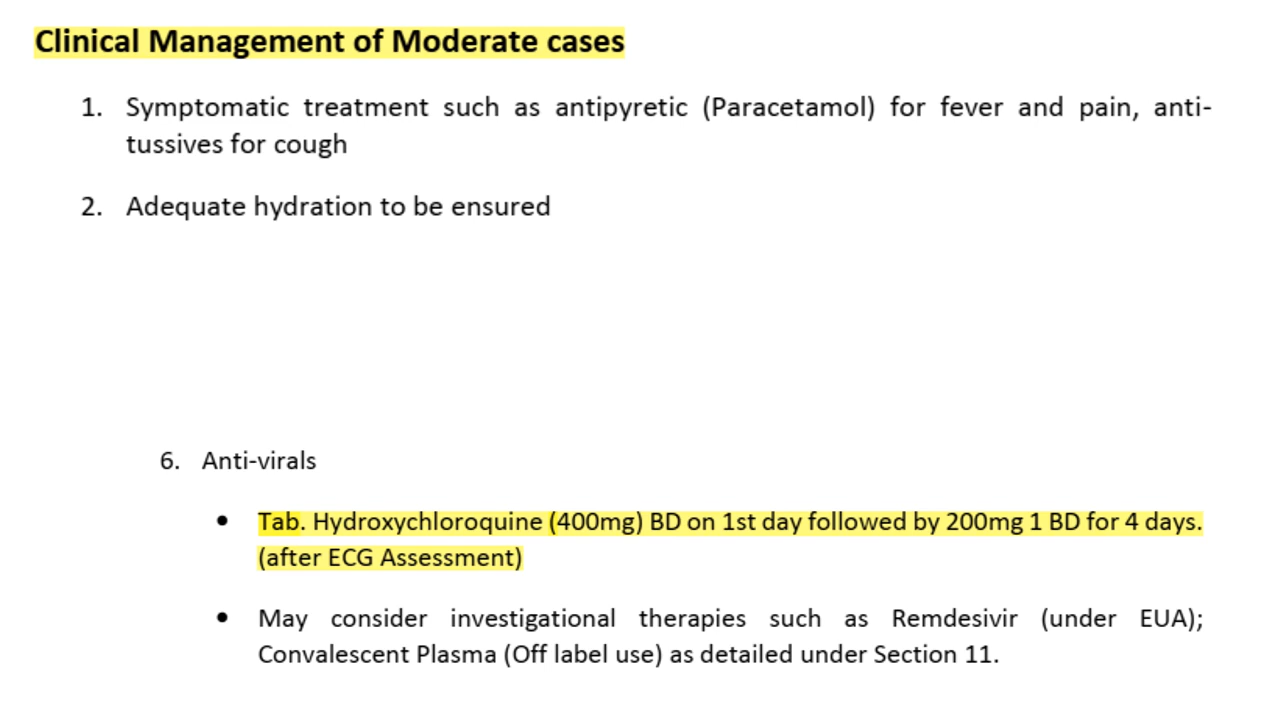 Clinical Management of Moderate cases
1. Symptomatic treatment such as antipyretic (Paracetamol) for fever and pain, anti-
tussives for cough
2. Adequate hydration to be ensured
6. Anti-virals
• Tab. Hydroxychloroquine (400mg) BD on 1st day followed by 200mg 1 BD for 4 days.
(after ECG Assessment)
• May consider investigational therapies such as Remdesivir (under EUA);
Convalescent Plasma (Off label use) as detailed under Section 11.